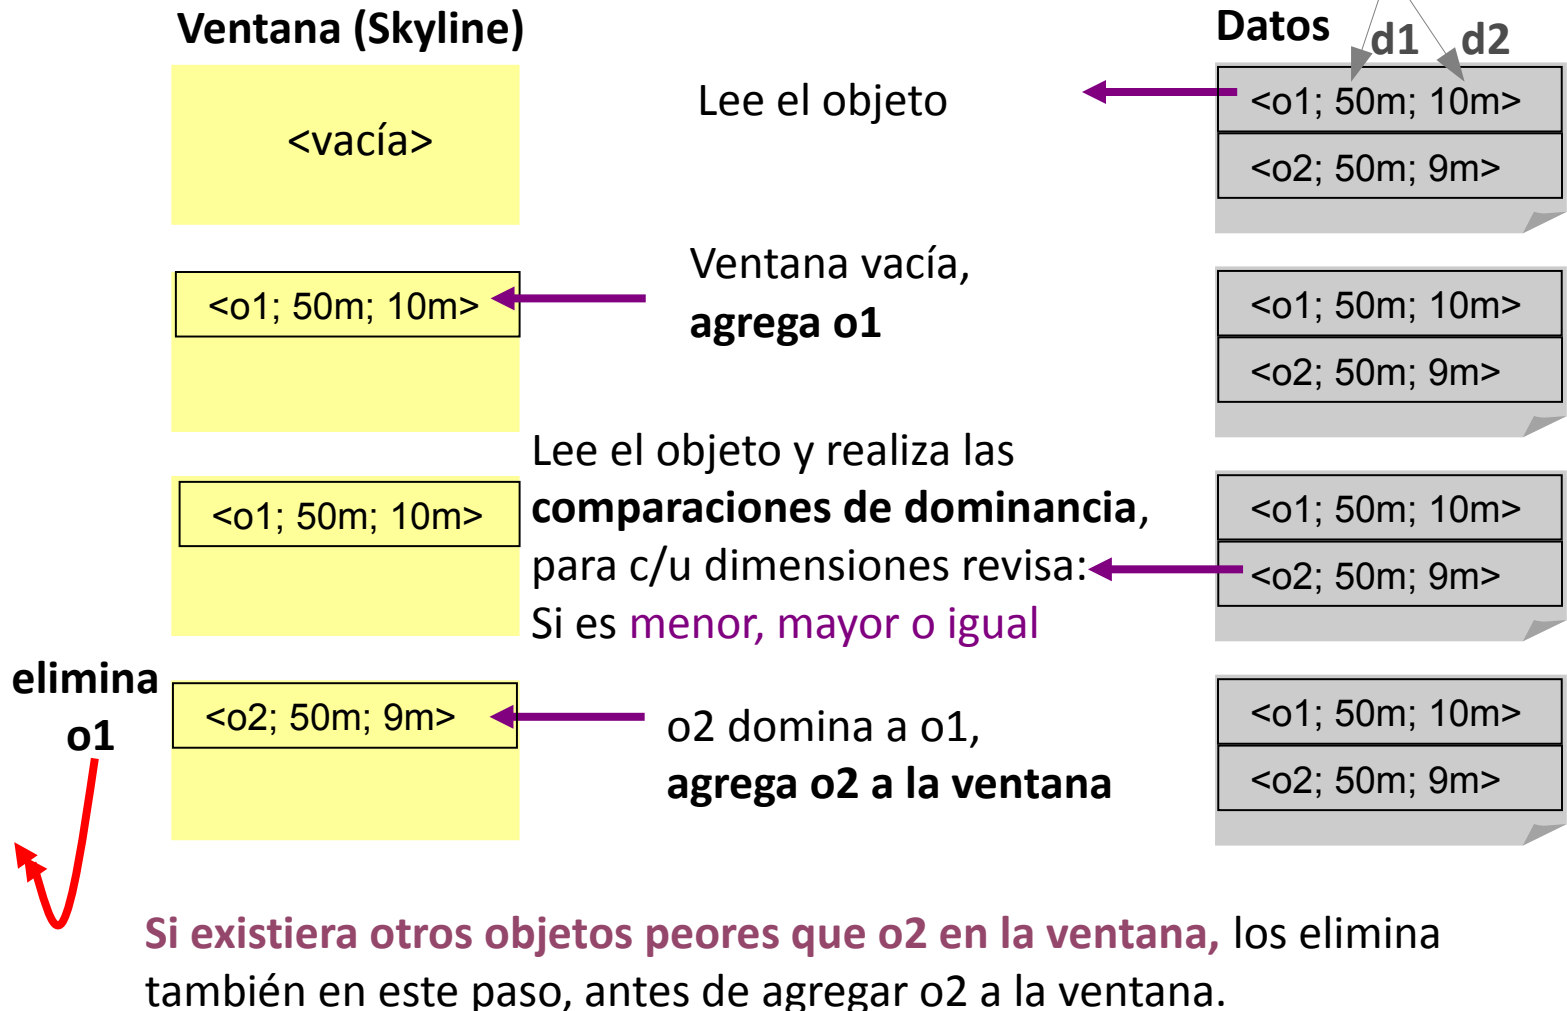 Ventana (Skyline)
Datos
d1 d2
<vacía>
Lee el objeto
<o1; 50m; 10m>
<o2; 50m; 9m>
<o1; 50m; 10m>
Ventana vacía,
agrega o1
<o1; 50m; 10m>
<o2; 50m; 9m>
<o1; 50m; 10m>
Lee el objeto y realiza las
comparaciones de dominancia,
para c/u dimensiones revisa:
Si es menor, mayor o igual
<o1; 50m; 10m>
<o2; 50m; 9m>
elimina
o1
<o2; 50m; 9m>
o2 domina a o1,
agrega o2 a la ventana
<o1; 50m; 10m>
<o2; 50m; 9m>
Si existiera otros objetos peores que o2 en la ventana, los elimina
también en este paso, antes de agregar o2 a la ventana.